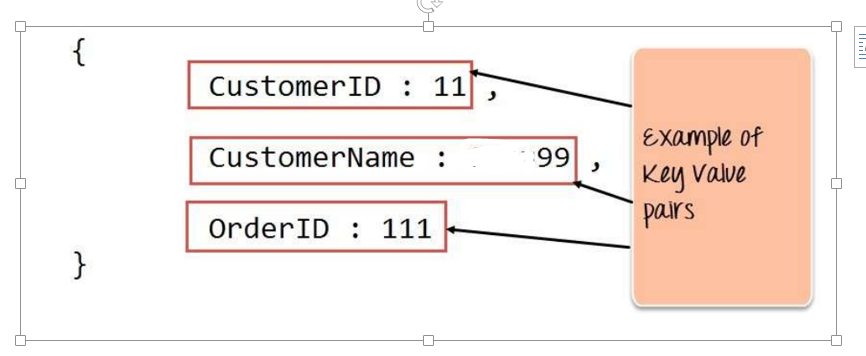 {
CustomerID : 11 ,
CustomerName : 99 ,
OrderID : 111
}
Example of
Key Value
pairs